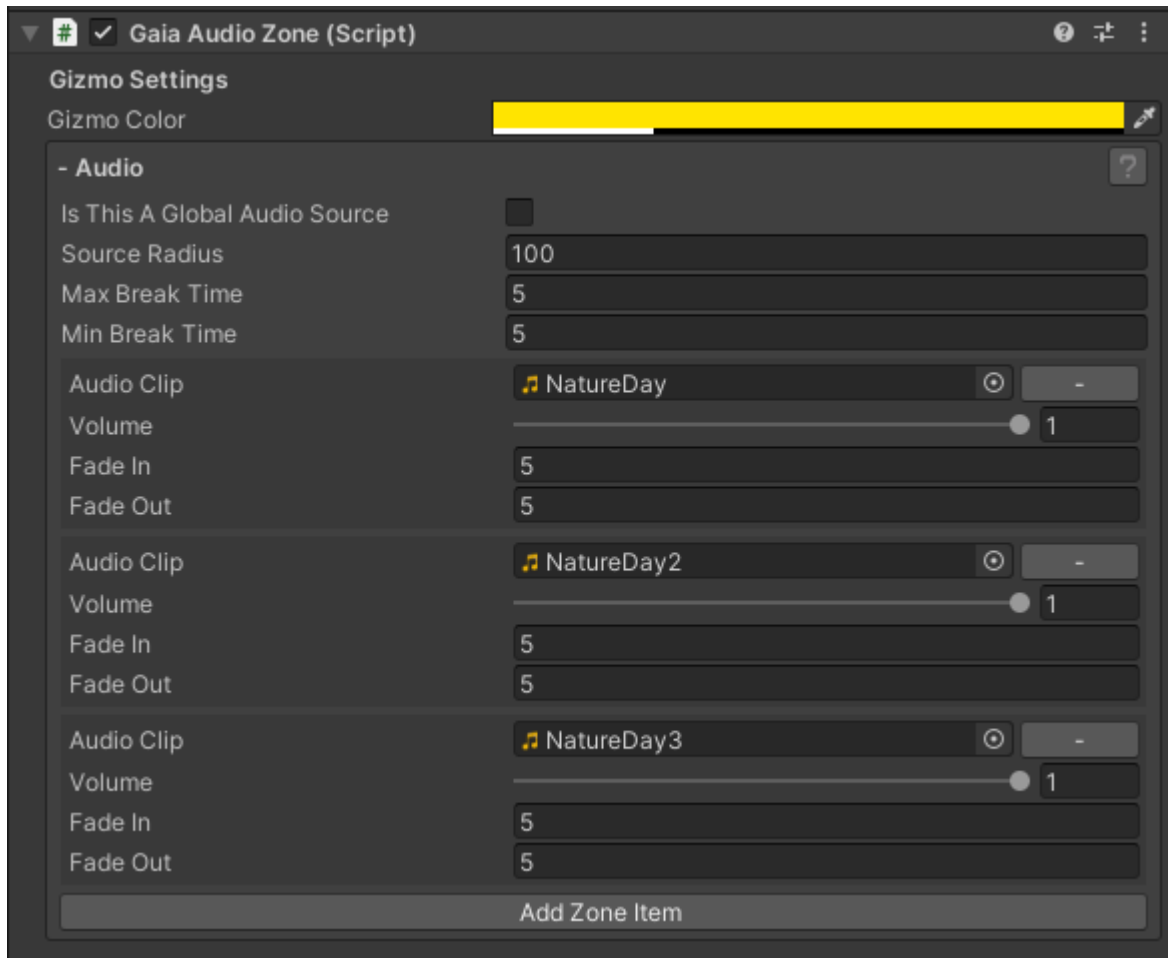 # Gaia Audio Zone (Script)
Gizmo Settings
Gizmo Color
- Audio ?
Is This A Global Audio Source
Source Radius 100
Max Break Time 5
Min Break Time 5
Audio Clip NatureDay -
Volume 1
Fade In 5
Fade Out 5
Audio Clip NatureDay2 -
Volume 1
Fade In 5
Fade Out 5
Audio Clip NatureDay3 -
Volume 1
Fade In 5
Fade Out 5
Add Zone Item